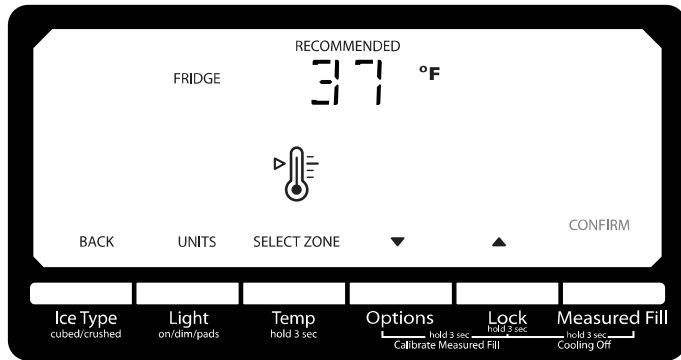 RECOMMENDED
FRIDGE 37 °F
BACK UNITS SELECT ZONE CONFIRM
Ice Type Light Temp Options Lock Measured Fill
cubed/crushed on/dim/pads hold 3 sec hold 3 sec hold 3 sec hold 3 sec
Calibrate Measured Fill Cooling Off